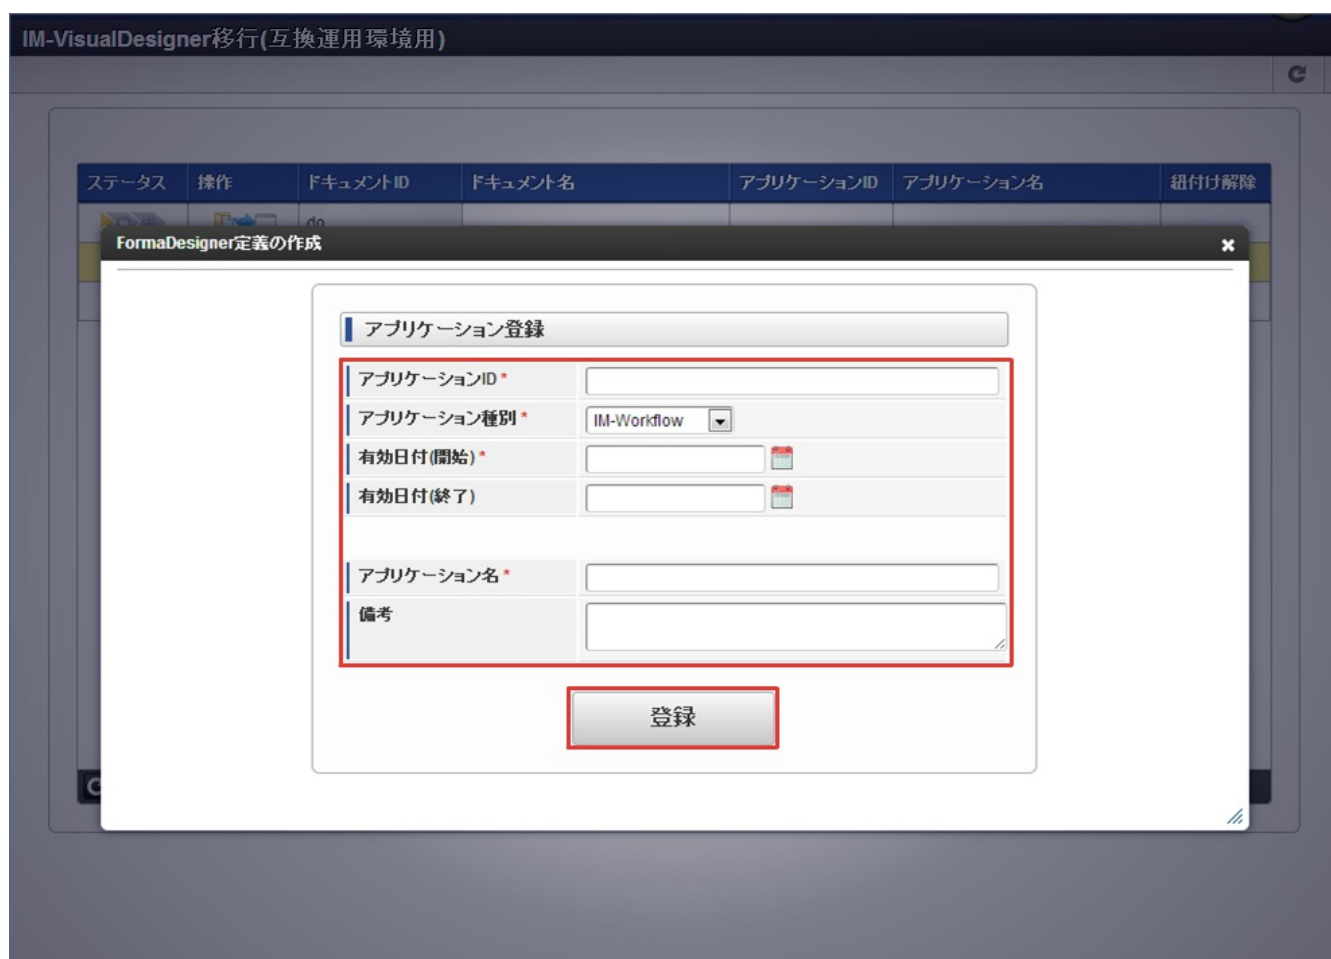 IM-VisualDesigner移行(互換運用環境用)
ステータス 操作 ドキュメントID ドキュメント名 アプリケーションID アプリケーション名 紐付け解除
do
FormaDesigner定義の作成
アプリケーション登録
アプリケーションID *
アプリケーション種別 * IM-Workflow
有効日付(開始) *
有効日付(終了)
アプリケーション名 *
備考
登録